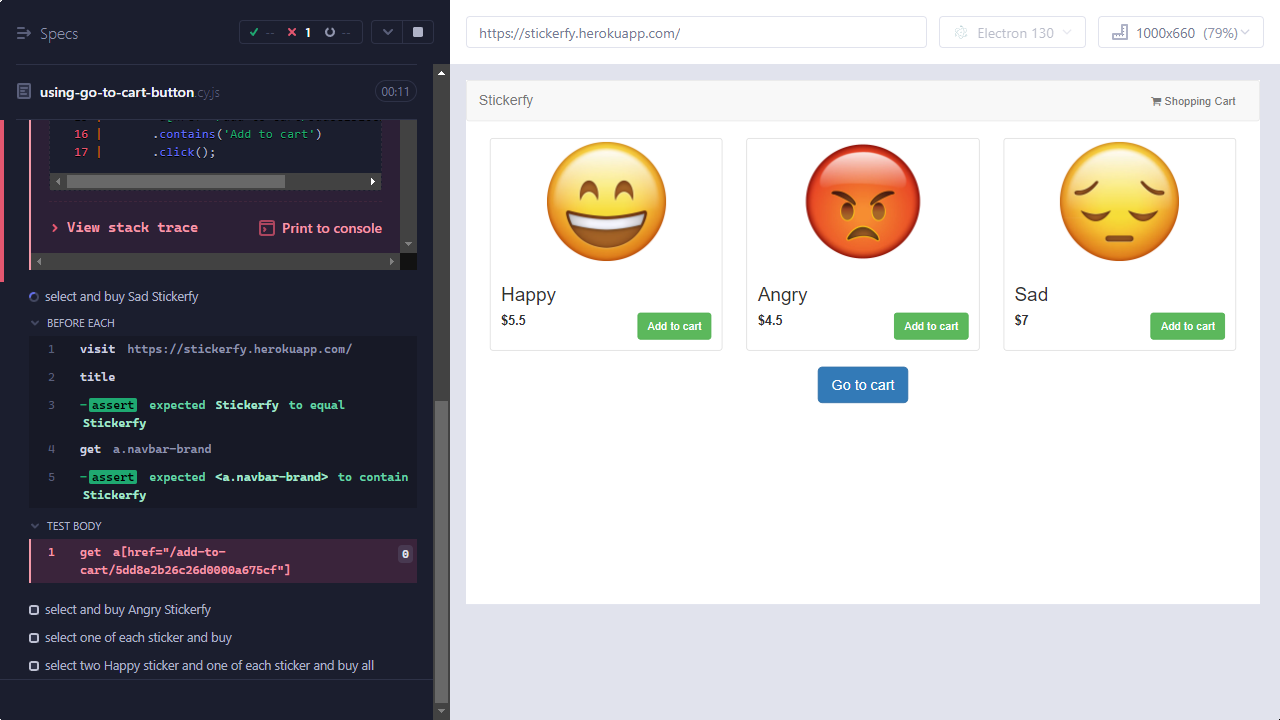 Specs
-- 1 --
using-go-to-cart-button cy.js
00:11
16 | .contains('Add to cart')
17 | .click();
View stack trace
Print to console
select and buy Sad Stickerfy
BEFORE EACH
1 visit https://stickerfy.herokuapp.com/
2 title
3 -assert expected Stickerfy to equal
Stickerfy
4 get a.navbar-brand
5 -assert expected <a.navbar-brand> to contain
Stickerfy
TEST BODY
1 get a[href="/add-to-
cart/5dd8e2b26c26d0000a675cf"]
0
select and buy Angry Stickerfy
select one of each sticker and buy
select two Happy sticker and one of each sticker and buy all
https://stickerfy.herokuapp.com/
Electron 130
1000x660 (79%)
Stickerfy
Shopping Cart
Happy
$5.5
Add to cart
Angry
$4.5
Add to cart
Sad
$7
Add to cart
Go to cart